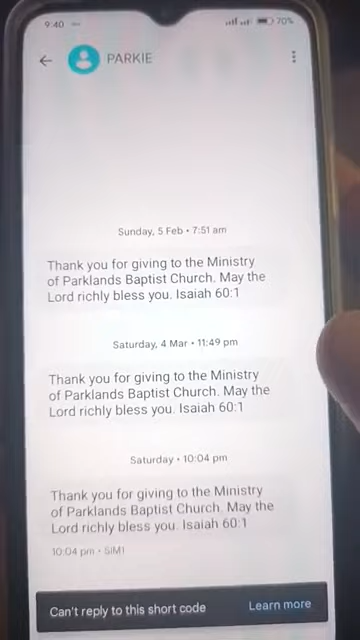 9:40
70%
PARKIE
Sunday, 5 Feb • 7:51 am
Thank you for giving to the Ministry
of Parklands Baptist Church. May the
Lord richly bless you. Isaiah 60:1
Saturday, 4 Mar • 11:49 pm
Thank you for giving to the Ministry
of Parklands Baptist Church. May the
Lord richly bless you. Isaiah 60:1
Saturday • 10:04 pm
Thank you for giving to the Ministry
of Parklands Baptist Church. May the
Lord richly bless you. Isaiah 60:1
10:04 pm • SIM1
Can't reply to this short code Learn more